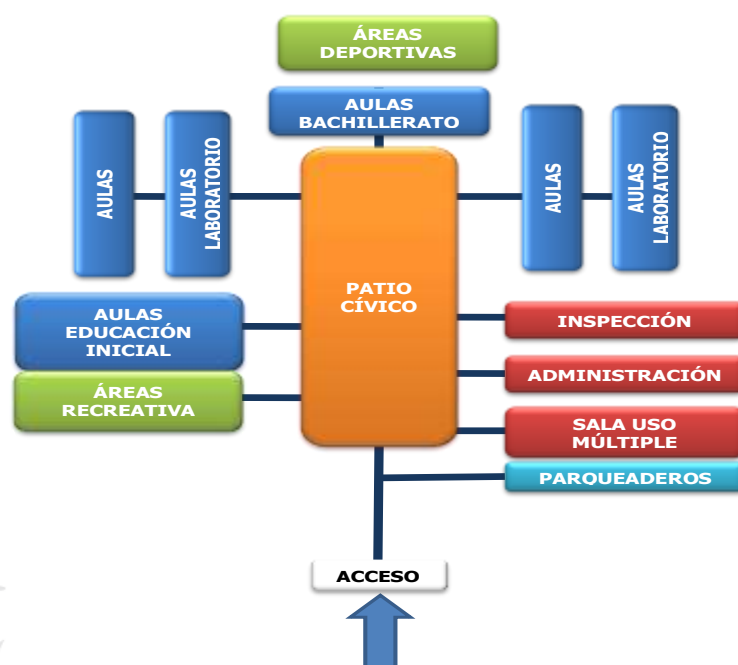 ÁREAS
DEPORTIVAS
AULAS
BACHILLERATO
AULAS
AULAS
LABORATORIO
AULAS
AULAS
LABORATORIO
PATIO
CÍVICO
AULAS
EDUCACIÓN
INICIAL
ÁREAS
RECREATIVA
INSPECCIÓN
ADMINISTRACIÓN
SALA USO
MÚLTIPLE
PARQUEADEROS
ACCESO